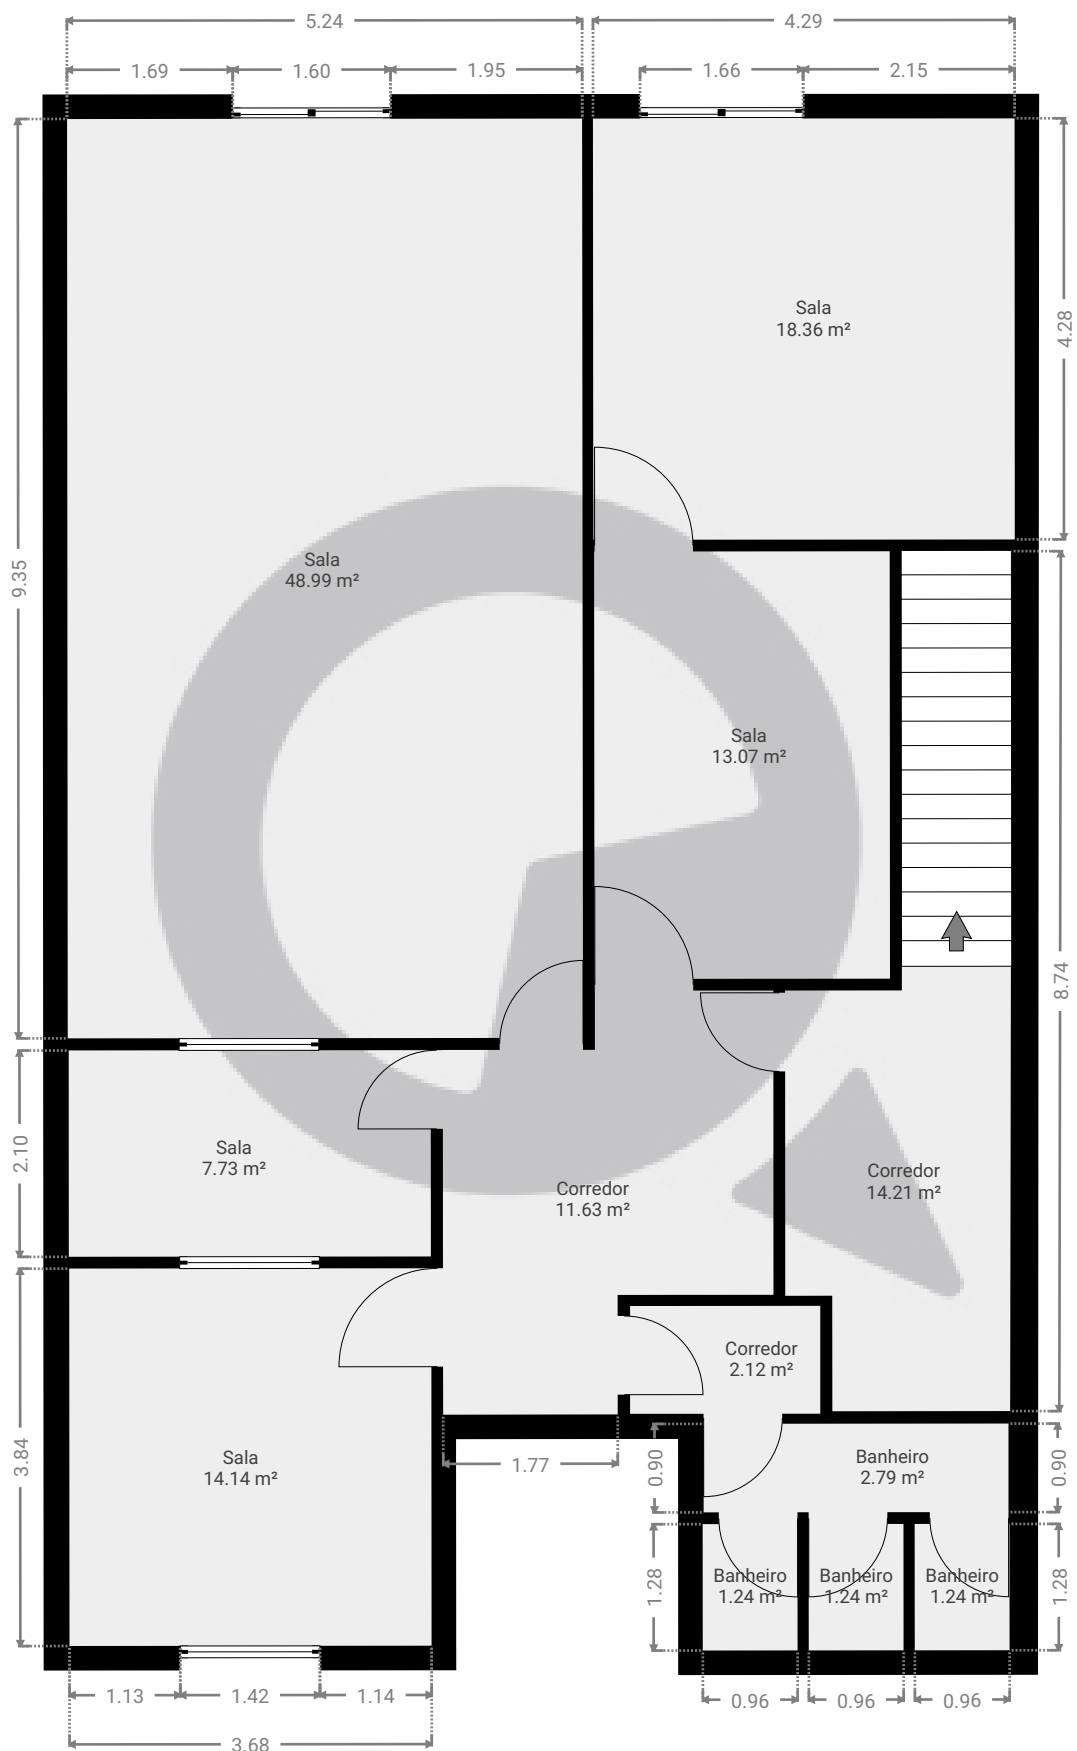 5.24
4.29
1.69
1.60
1.95
1.66
2.15
Sala
18.36 m²
4.28
Sala
48.99 m²
9.35
Sala
13.07 m²
8.74
Sala
7.73 m²
2.10
Corredor
11.63 m²
Corredor
14.21 m²
Corredor
2.12 m²
Sala
14.14 m²
3.84
1.77
0.90
Banheiro
2.79 m²
0.90
1.28
Banheiro
1.24 m²
Banheiro
1.24 m²
Banheiro
1.24 m²
1.28
1.13
1.42
1.14
0.96
0.96
0.96
3.68